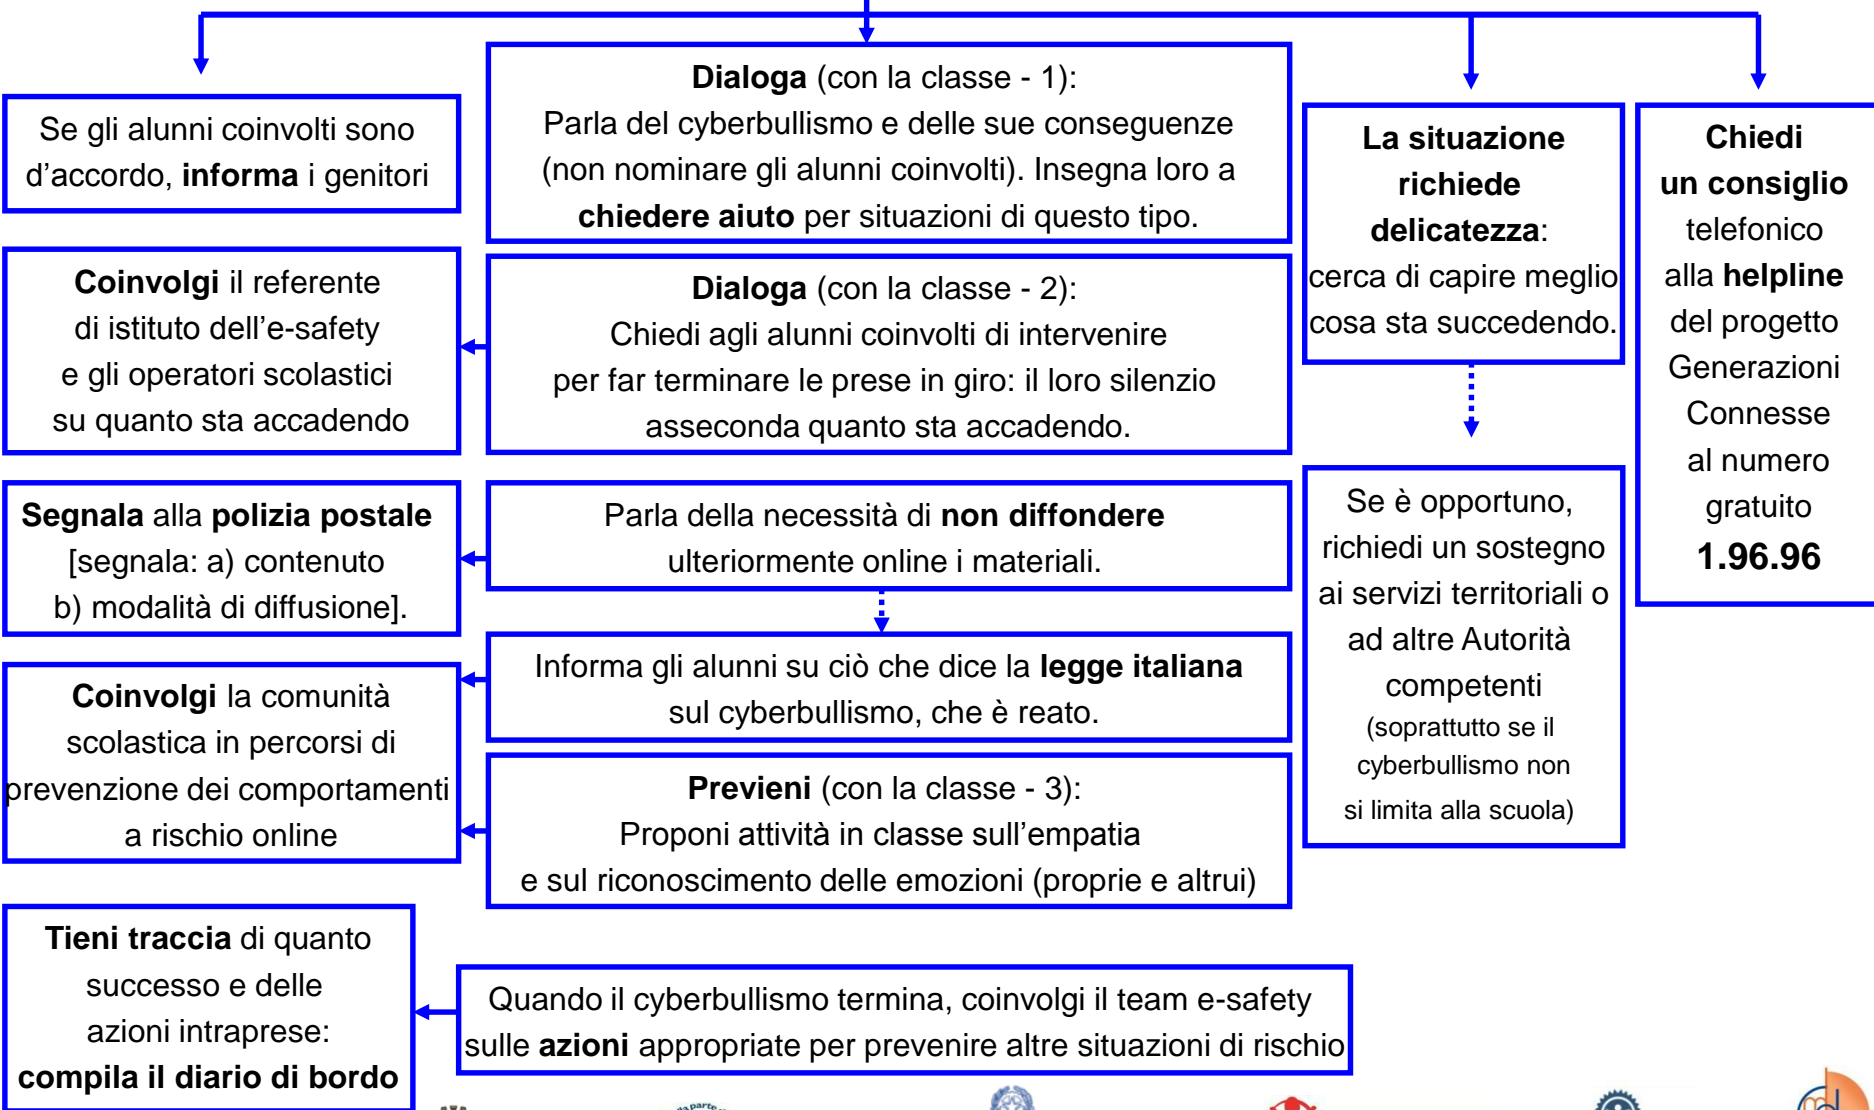 Se gli alunni coinvolti sono
d’accordo, informa i genitori
Dialoga (con la classe - 1):
Parla del cyberbullismo e delle sue conseguenze
(non nominare gli alunni coinvolti). Insegna loro a
chiedere aiuto per situazioni di questo tipo.
La situazione
richiede
delicatezza:
cerca di capire meglio
cosa sta succedendo.
Chiedi
un consiglio
telefonico
alla helpline
del progetto
Generazioni
Connesse
al numero
gratuito
1.96.96
Coinvolgi il referente
di istituto dell’e-safety
e gli operatori scolastici
su quanto sta accadendo
Dialoga (con la classe - 2):
Chiedi agli alunni coinvolti di intervenire
per far terminare le prese in giro: il loro silenzio
asseconda quanto sta accadendo.
Segnala alla polizia postale
[segnala: a) contenuto
b) modalità di diffusione].
Parla della necessità di non diffondere
ulteriormente online i materiali.
Se è opportuno,
richiedi un sostegno
ai servizi territoriali o
ad altre Autorità
competenti
(soprattutto se il
cyberbullismo non
si limita alla scuola)
Informa gli alunni su ciò che dice la legge italiana
sul cyberbullismo, che è reato.
Coinvolgi la comunità
scolastica in percorsi di
prevenzione dei comportamenti
a rischio online
Previeni (con la classe - 3):
Proponi attività in classe sull’empatia
e sul riconoscimento delle emozioni (proprie e altrui)
Tieni traccia di quanto
successo e delle
azioni intraprese:
compila il diario di bordo
Quando il cyberbullismo termina, coinvolgi il team e-safety
sulle azioni appropriate per prevenire altre situazioni di rischio